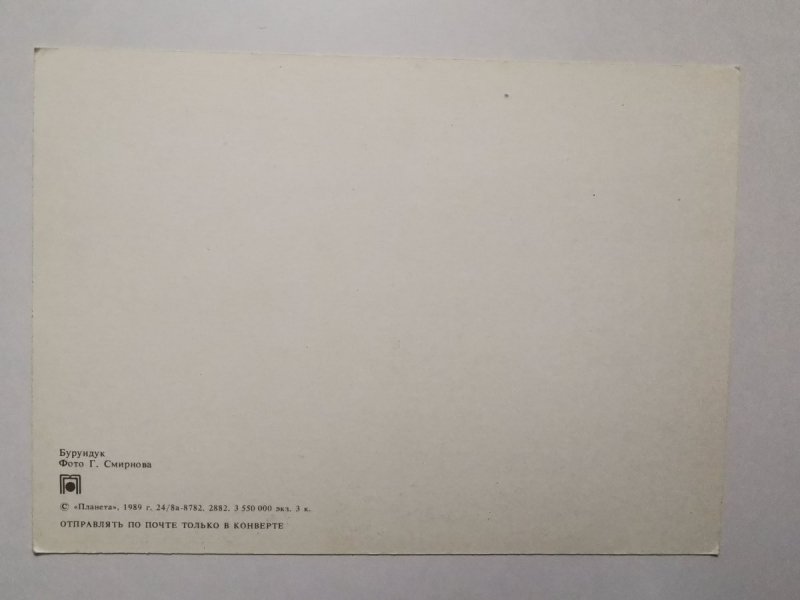 Бурундук
Фото Г. Смирнова
© «Планета», 1989 г. 24/8а-8782. 2882. 3 550 000 экз. 3 к.
ОТПРАВЛЯТЬ ПО ПОЧТЕ ТОЛЬКО В КОНВЕРТЕ